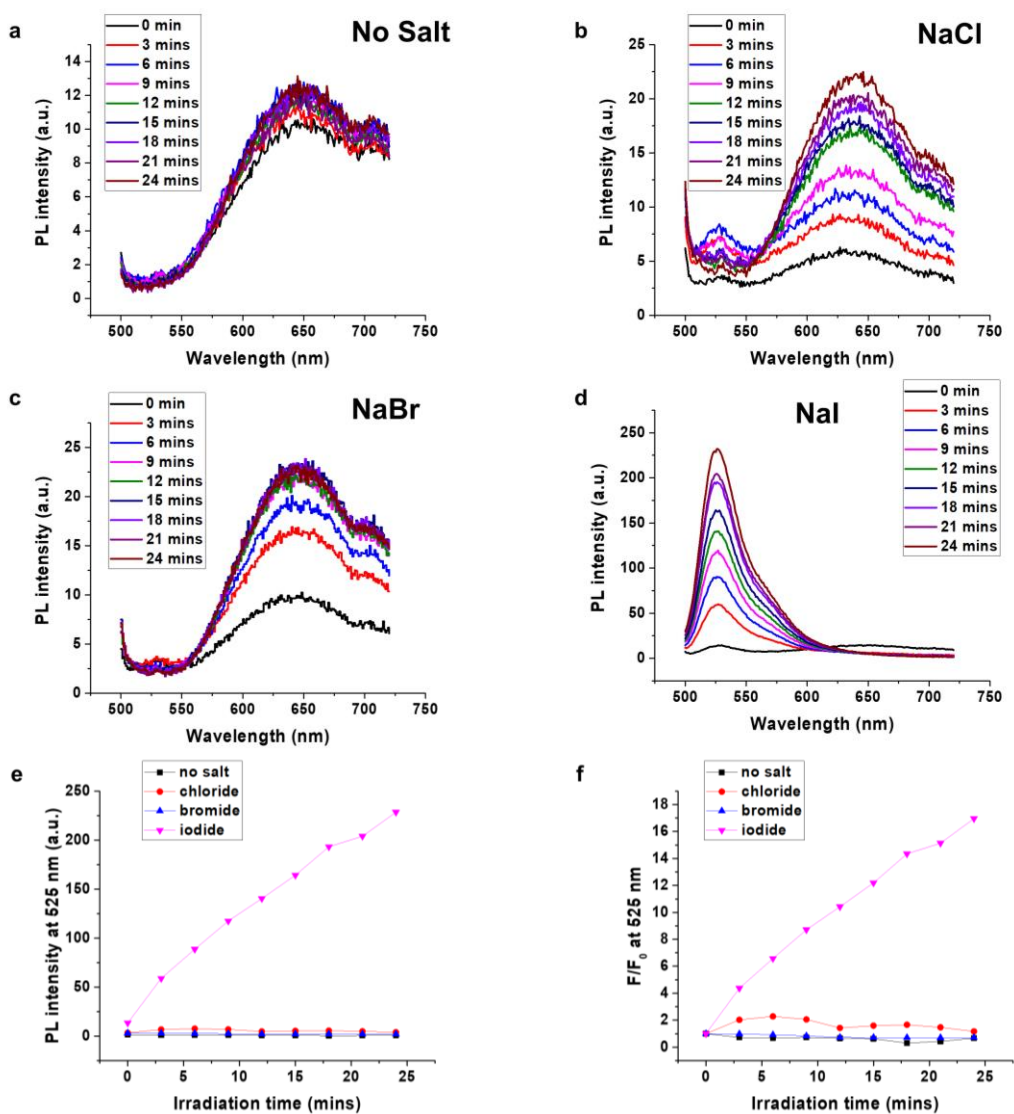 a
No Salt
0 min
3 mins
6 mins
9 mins
12 mins
15 mins
18 mins
21 mins
24 mins
PL intensity (a.u.)
14
12
10
8
6
4
2
0
500 550 600 650 700 750
Wavelength (nm)
b
NaCl
0 min
3 mins
6 mins
9 mins
12 mins
15 mins
18 mins
21 mins
24 mins
PL intensity (a.u.)
25
20
15
10
5
0
500 550 600 650 700 750
Wavelength (nm)
c
NaBr
0 min
3 mins
6 mins
9 mins
12 mins
15 mins
18 mins
21 mins
24 mins
PL intensity (a.u.)
25
20
15
10
5
0
500 550 600 650 700 750
Wavelength (nm)
d
NaI
0 min
3 mins
6 mins
9 mins
12 mins
15 mins
18 mins
21 mins
24 mins
PL intensity (a.u.)
250
200
150
100
50
0
500 550 600 650 700 750
Wavelength (nm)
e
no salt
chloride
bromide
iodide
PL intensity at 525 nm (a.u.)
250
200
150
100
50
0
0 5 10 15 20 25
Irradiation time (mins)
f
no salt
chloride
bromide
iodide
F/F₀ at 525 nm
18
16
14
12
10
8
6
4
2
0
0 5 10 15 20 25
Irradiation time (mins)